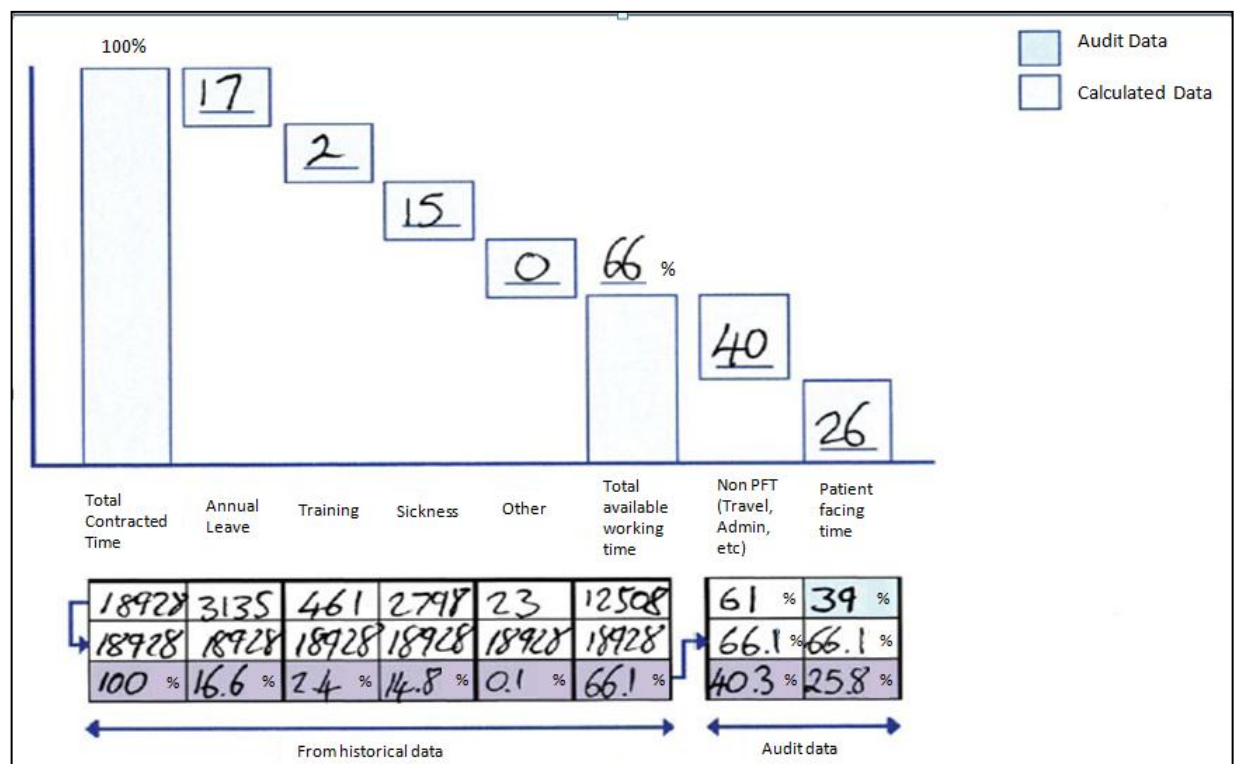 100%
Audit Data
Calculated Data
17
2
15
0
66 %
40
26
Total Contracted Time
Annual Leave
Training
Sickness
Other
Total available working time
Non PFT (Travel, Admin, etc)
Patient facing time
18928 3135 461 2798 23 12508 61 % 39 %
18928 18928 18928 18928 18928 18928 66.1 % 66.1 %
100 % 16.6 % 2.4 % 14.8 % 0.1 % 66.1 % 40.3 % 25.8 %
From historical data
Audit data